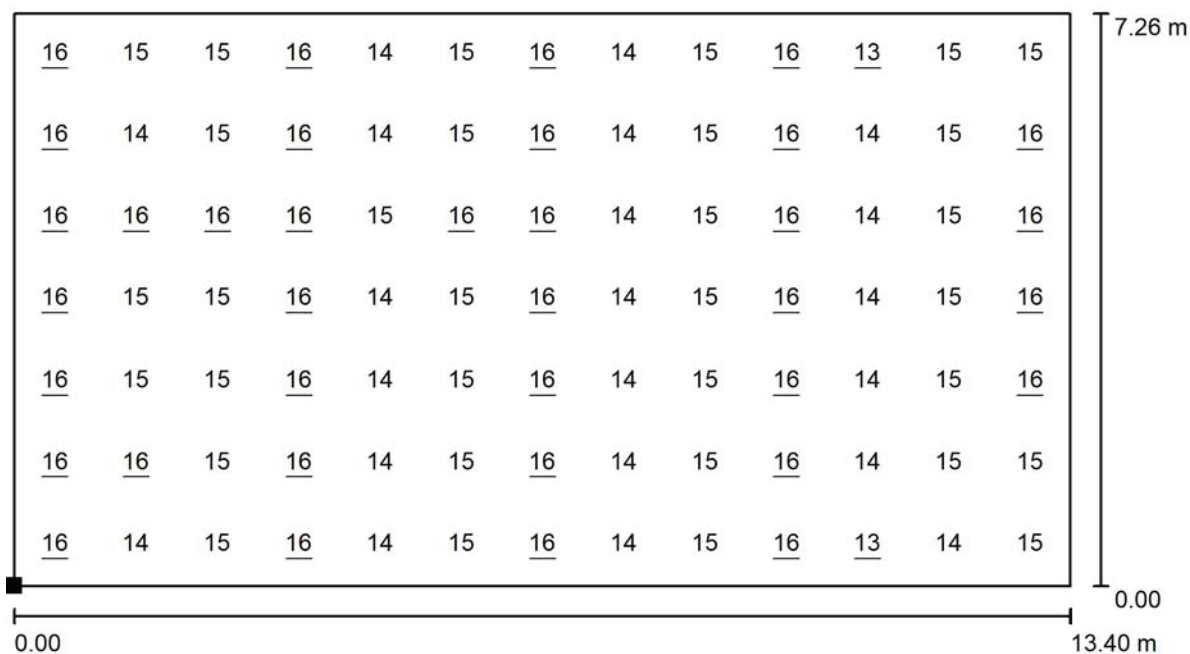 7.26 m
16 15 15 16 14 15 16 14 15 16 13 15 15
16 14 15 16 14 15 16 14 15 16 14 15 16
16 16 16 16 15 16 16 14 15 16 14 15 16
16 15 15 16 14 15 16 14 15 16 14 15 16
16 15 15 16 14 15 16 14 15 16 14 15 16
16 16 15 16 14 15 16 14 15 16 14 15 15
16 14 15 16 14 15 16 14 15 16 13 14 15
0.00
0.00 13.40 m